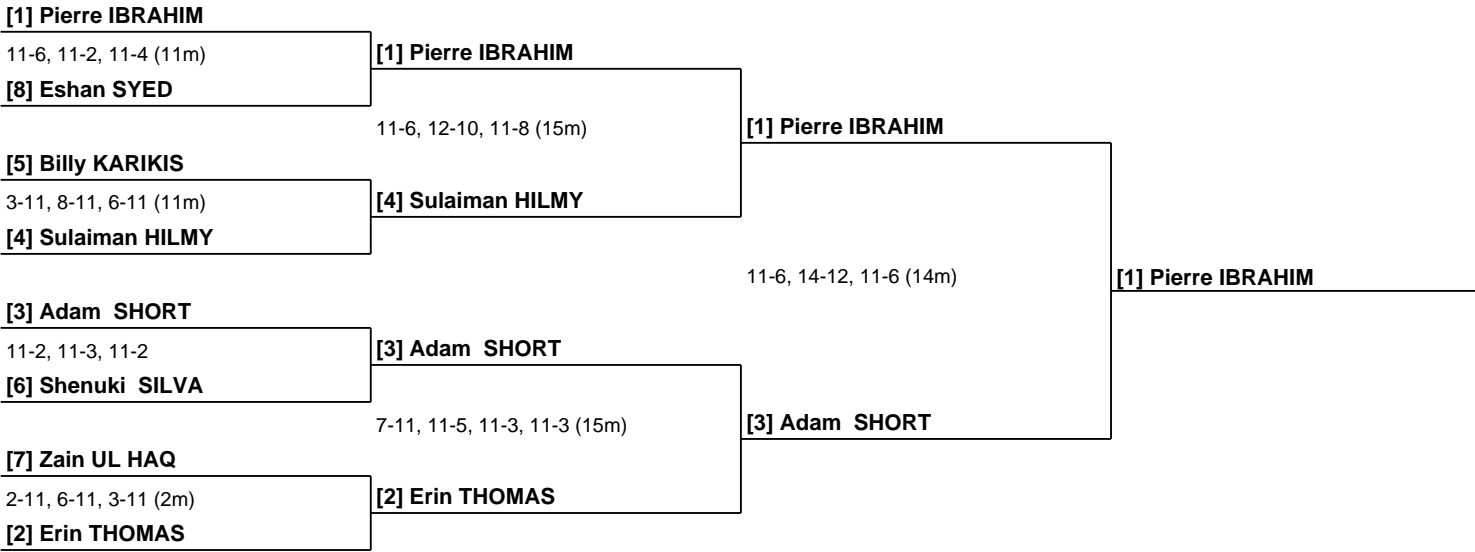 [1] Pierre IBRAHIM
11-6, 11-2, 11-4 (11m)
[8] Eshan SYED
[1] Pierre IBRAHIM
11-6, 12-10, 11-8 (15m)
[5] Billy KARIKIS
3-11, 8-11, 6-11 (11m)
[4] Sulaiman HILMY
[4] Sulaiman HILMY
[1] Pierre IBRAHIM
11-6, 14-12, 11-6 (14m)
[1] Pierre IBRAHIM
[3] Adam SHORT
11-2, 11-3, 11-2
[6] Shenuki SILVA
[3] Adam SHORT
7-11, 11-5, 11-3, 11-3 (15m)
[3] Adam SHORT
[7] Zain UL HAQ
2-11, 6-11, 3-11 (2m)
[2] Erin THOMAS
[2] Erin THOMAS